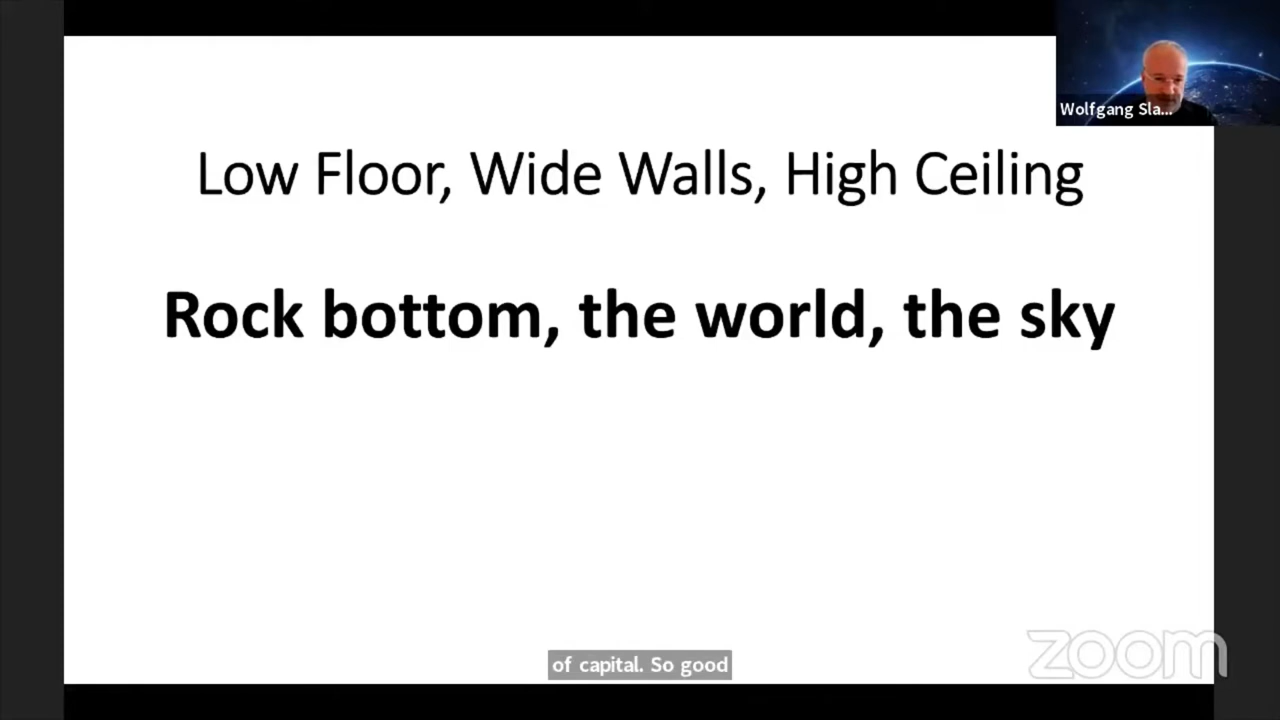 Wolfgang Sla...
Low Floor, Wide Walls, High Ceiling
Rock bottom, the world, the sky
of capital. So good
zoom